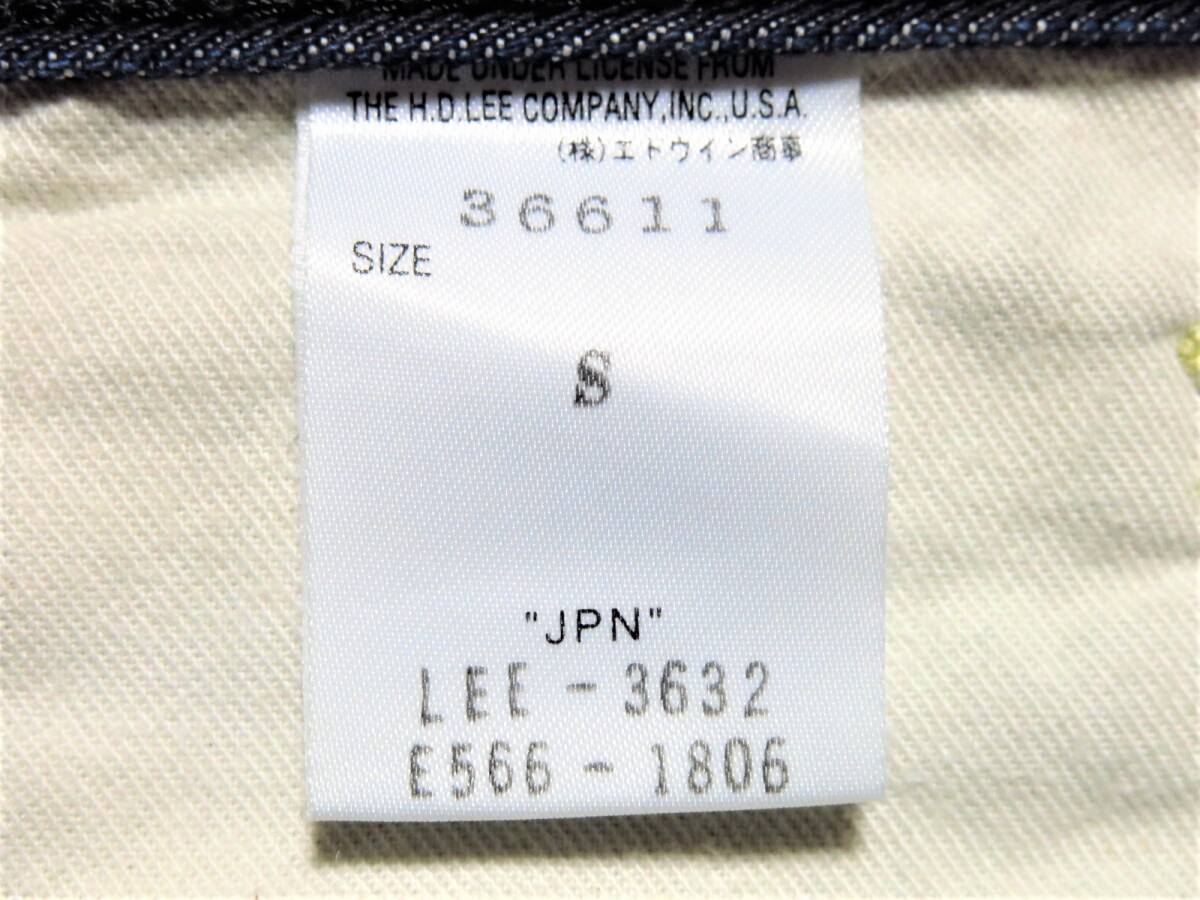 MADE UNDER LICENSE FROM
THE H.D.LEE COMPANY,INC.,U.S.A.
(株)エドウイン商事
36611
SIZE
S
"JPN"
LEE-3632
E566-1806